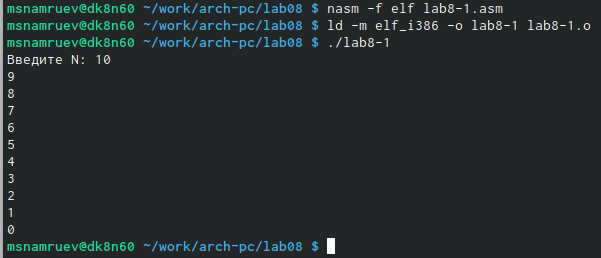 msnamruev@dk8n60 ~/work/arch-pc/lab08 $ nasm -f elf lab8-1.asm
msnamruev@dk8n60 ~/work/arch-pc/lab08 $ ld -m elf_i386 -o lab8-1 lab8-1.o
msnamruev@dk8n60 ~/work/arch-pc/lab08 $ ./lab8-1
Введите N: 10
9
8
7
6
5
4
3
2
1
0
msnamruev@dk8n60 ~/work/arch-pc/lab08 $